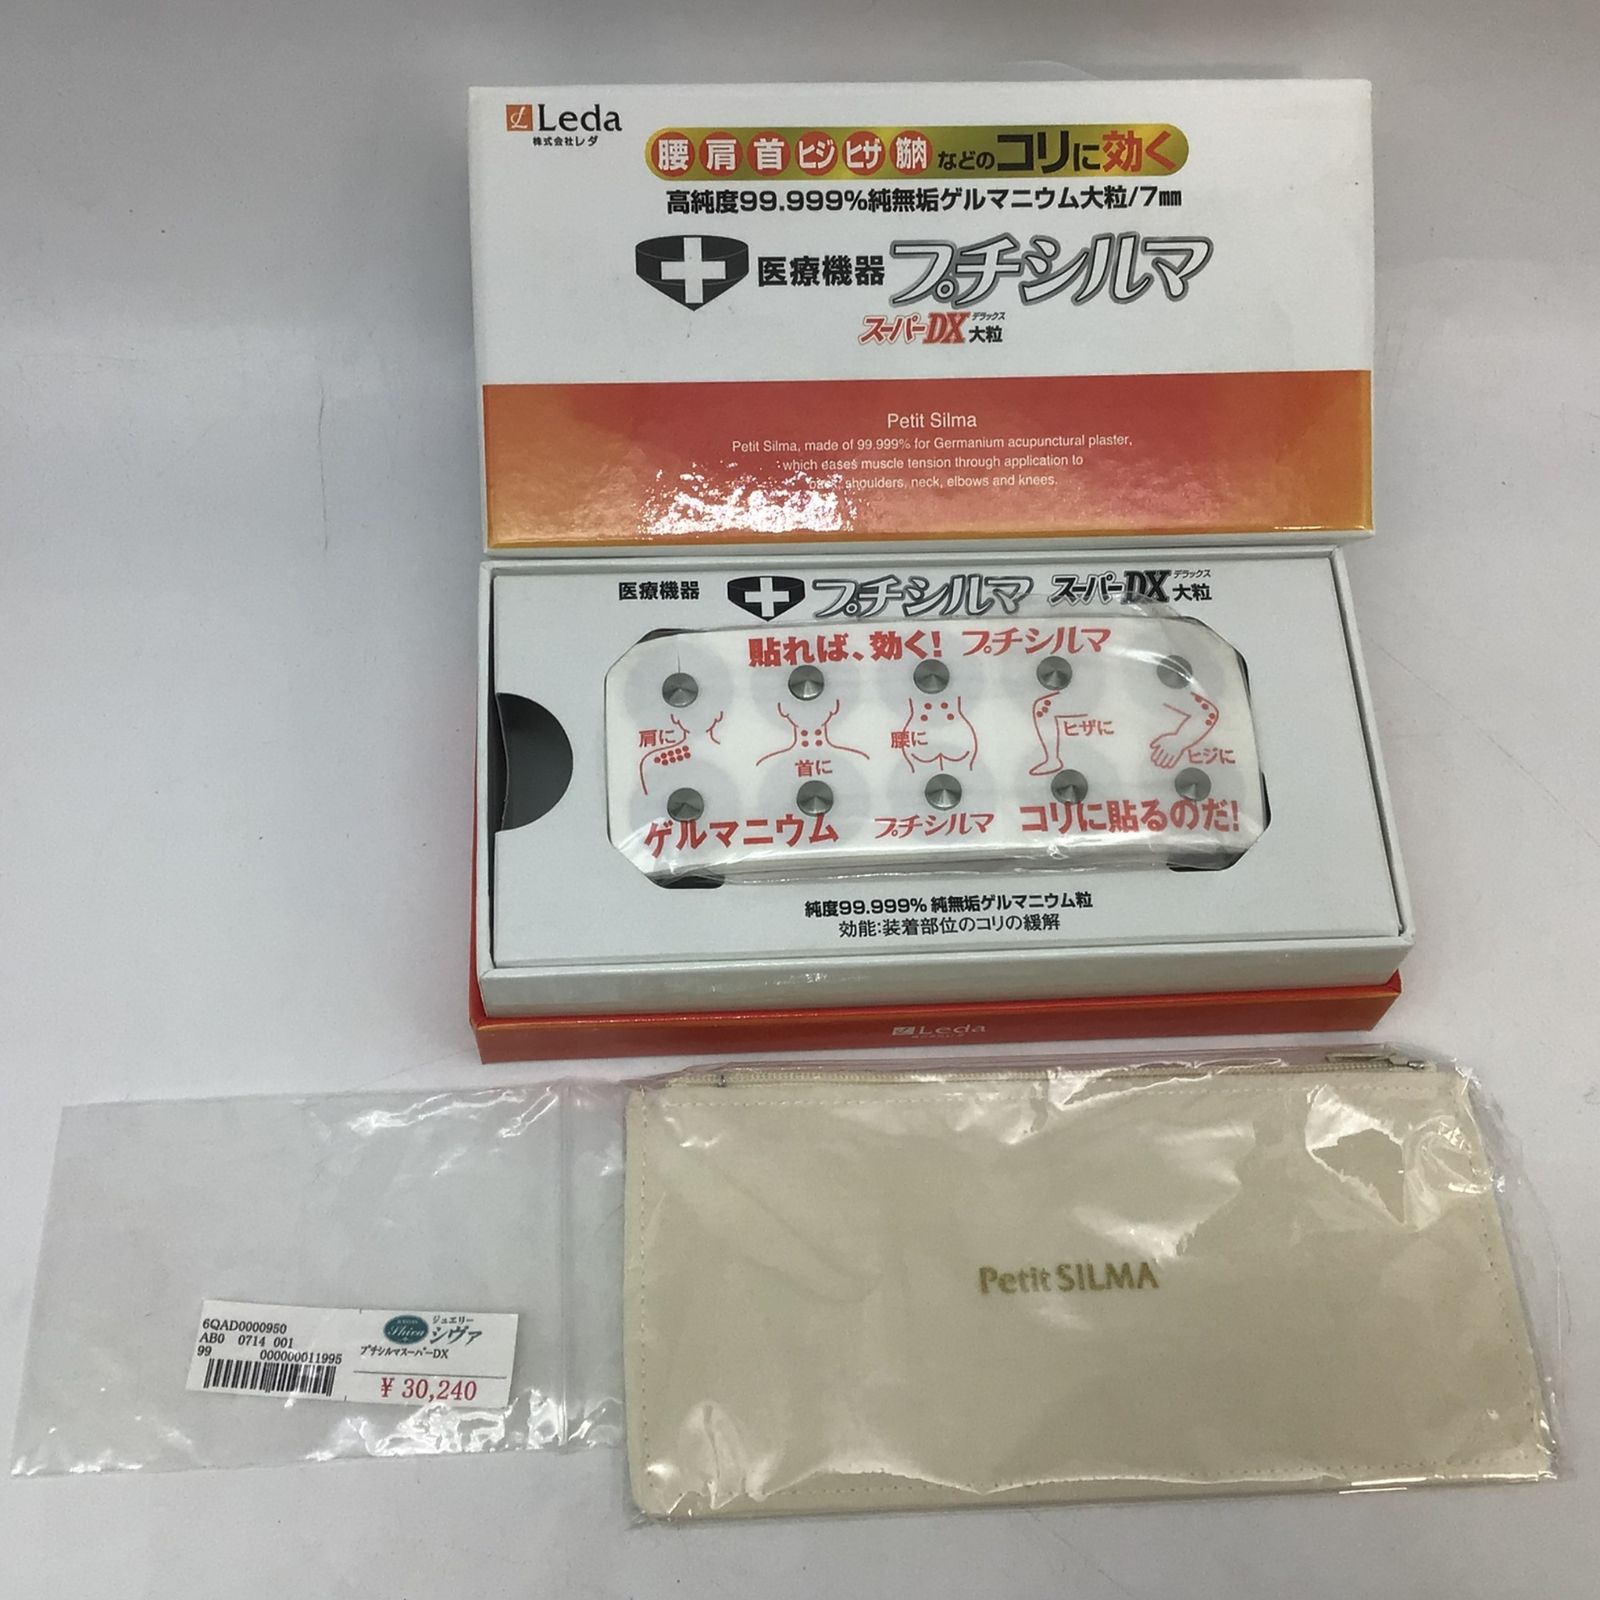 Leda
株式会社レダ
腰 肩 首 ヒジ ヒザ 筋肉 などのコリに効く
高純度99.999%純無垢ゲルマニウム大粒/7mm
医療機器 プチシルマ
スーパーDX デラックス 大粒
Petit Silma
Petit Silma, made of 99.999% for Germanium acupunctural plaster,
which eases muscle tension through application to
shoulders, neck, elbows and knees.
医療機器 プチシルマ スーパーDX デラックス 大粒
貼れば、効く! プチシルマ
肩に
首に
腰に
ヒザに
ヒジに
ゲルマニウム プチシルマ コリに貼るのだ!
純度99.999% 純無垢ゲルマニウム粒
効能:装着部位のコリの緩解
Leda
Petit SILMA
6QAD0000950
AB0 0714 001
99 000000011995
ジュエリー
Shiva シヴァ
プチシルマスーパーDX
¥ 30,240